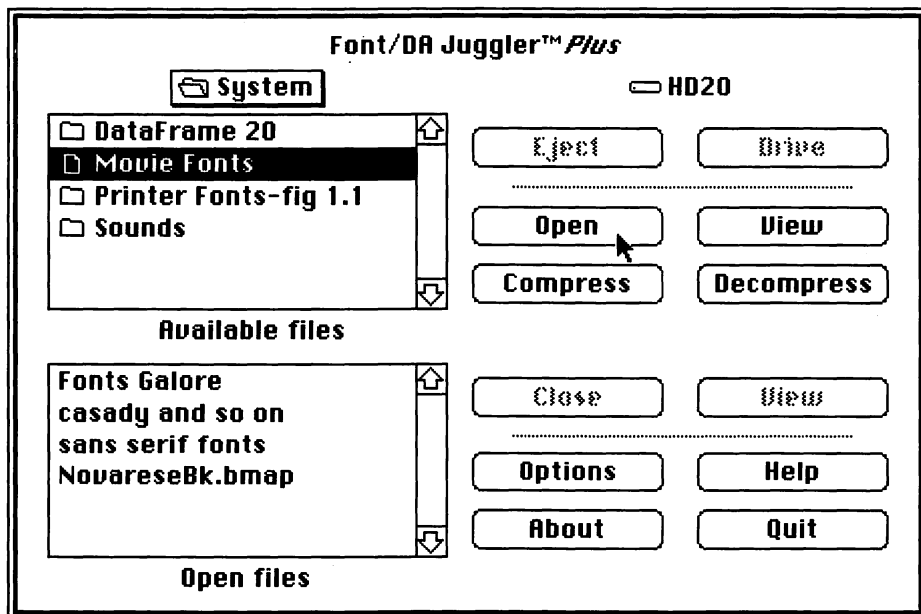 Font/DA Juggler™ Plus
System
HD20
DataFrame 20
Movie Fonts
Printer Fonts-fig 1.1
Sounds
Available files
Eject
Drive
Open
View
Compress
Decompress
Fonts Galore
casady and so on
sans serif fonts
NovareseBk.bmap
Open files
Close
View
Options
Help
About
Quit